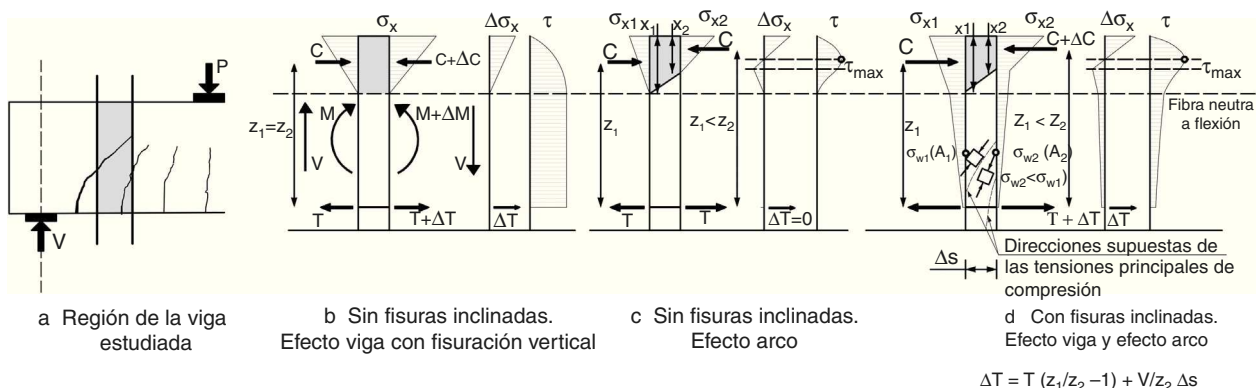 P
V
a Región de la viga
estudiada
σx
Δσx
τ
C
C+ΔC
z1=z2
M
M+ΔM
V
V
T
T+ΔT
ΔT
b Sin fisuras inclinadas.
Efecto viga con fisuración vertical
σx1
x1
x2
σx2
Δσx
τ
C
C
τmax
z1
z1<z2
T
T
ΔT=0
c Sin fisuras inclinadas.
Efecto arco
σx1
x1
x2
σx2
Δσx
τ
C
C+ΔC
τmax
Fibra neutra
a flexión
z1
Z1 < Z2
σw1(A1)
σw2 (A2)
σw2<σw1)
T
T + ΔT
ΔT
Δs
Direcciones supuestas de
las tensiones principales de
compresión
d Con fisuras inclinadas.
Efecto viga y efecto arco
ΔT = T (z1/z2 –1) + V/z2 Δs